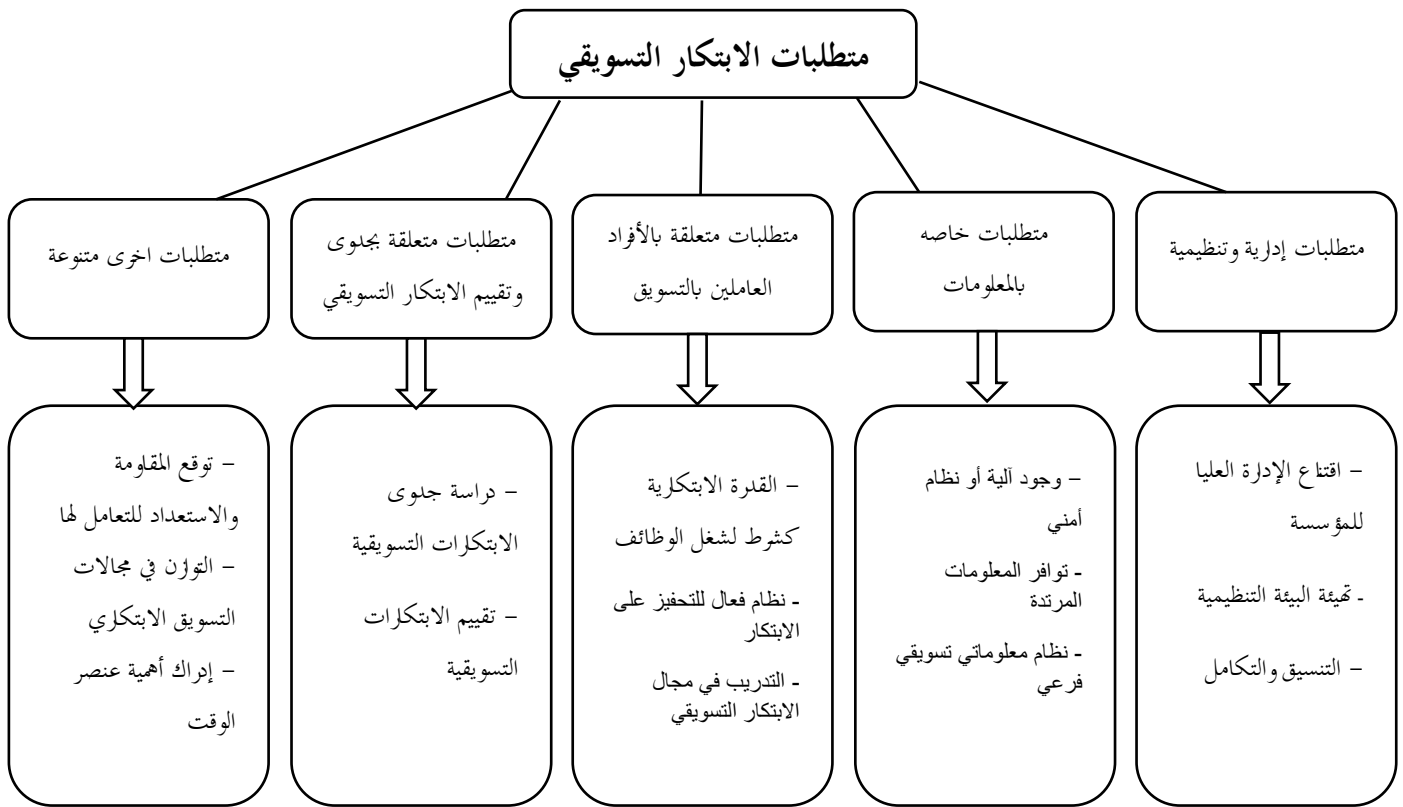 متطلبات الابتكار التسويقي
متطلبات إدارية وتنظيمية
متطلبات خاصه
بالمعلومات
متطلبات متعلقة بالأفراد
العاملين بالتسويق
متطلبات متعلقة بجدوى
وتقييم الابتكار التسويقي
متطلبات اخرى متنوعة
– اقتناع الإدارة العليا
للمؤسسة
- تهيئة البيئة التنظيمية
– التنسيق والتكامل
– وجود آلية أو نظام
أمني
- توافر المعلومات
المرتدة
- نظام معلوماتي تسويقي
فرعي
– القدرة الابتكارية
كشرط لشغل الوظائف
- نظام فعال للتحفيز على
الابتكار
- التدريب في مجال
الابتكار التسويقي
– دراسة جدوى
الابتكارات التسويقية
– تقييم الابتكارات
التسويقية
– توقع المقاومة
والاستعداد للتعامل لها
– التوازن في مجالات
التسويق الابتكاري
– إدراك أهمية عنصر
الوقت